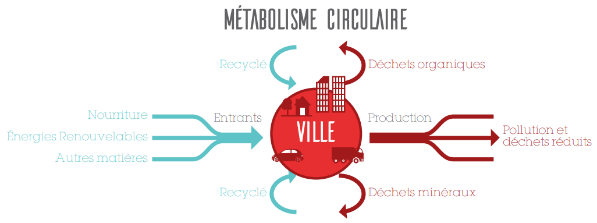 MÉTABOLISME CIRCULAIRE
Recyclé
Déchets organiques
Nourriture
Énergies Renouvelables
Autres matières
Entrants
VILLE
Production
Pollution et
déchets réduits
Recyclé
Déchets minéraux